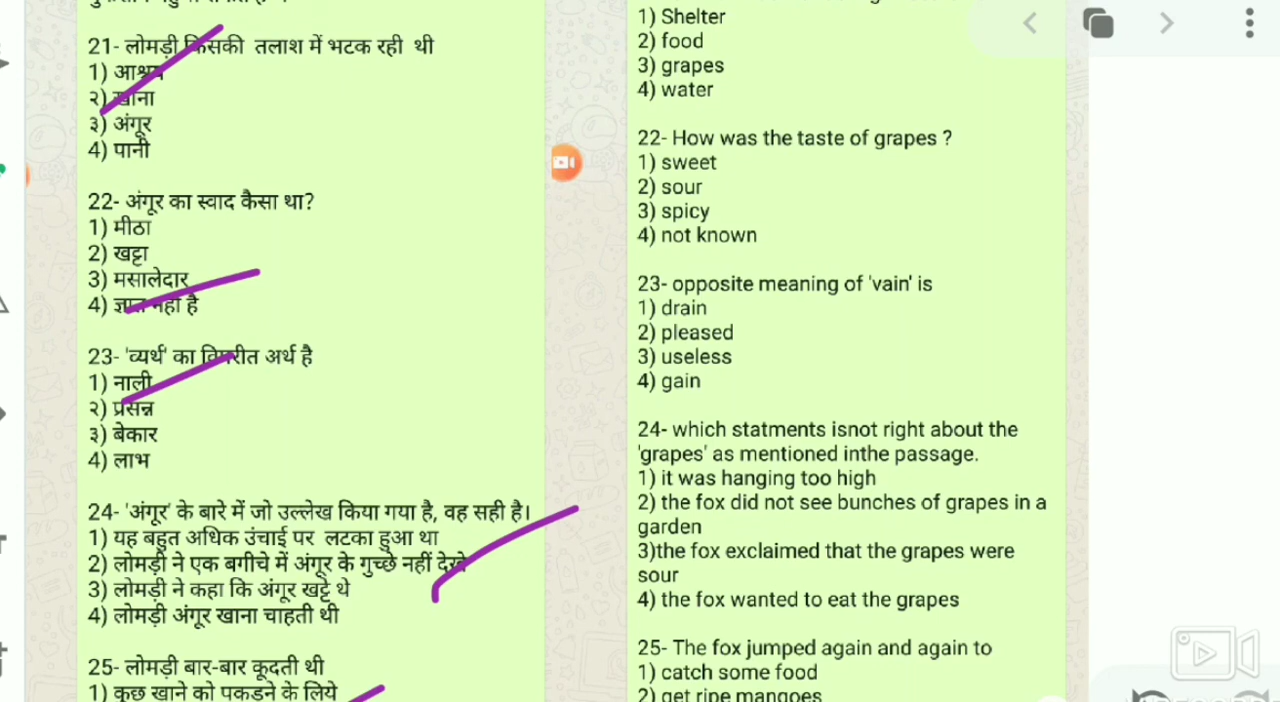 21- लोमड़ी किसकी तलाश में भटक रही थी
1) आश्रय
२) खाना
३) अंगूर
4) पानी
22- अंगूर का स्वाद कैसा था?
1) मीठा
2) खट्टा
3) मसालेदार
4) ज्ञात नहीं है
23- 'व्यर्थ' का विपरीत अर्थ है
1) नाली
२) प्रसन्न
३) बेकार
4) लाभ
24- 'अंगूर' के बारे में जो उल्लेख किया गया है, वह सही है।
1) यह बहुत अधिक उंचाई पर लटका हुआ था
2) लोमड़ी ने एक बगीचे में अंगूर के गुच्छे नहीं देखे
3) लोमड़ी ने कहा कि अंगूर खट्टे थे
4) लोमड़ी अंगूर खाना चाहती थी
25- लोमड़ी बार-बार कूदती थी
1) कुछ खाने को पकडने के लिये
1) Shelter
2) food
3) grapes
4) water
22- How was the taste of grapes ?
1) sweet
2) sour
3) spicy
4) not known
23- opposite meaning of 'vain' is
1) drain
2) pleased
3) useless
4) gain
24- which statments isnot right about the
'grapes' as mentioned inthe passage.
1) it was hanging too high
2) the fox did not see bunches of grapes in a
garden
3)the fox exclaimed that the grapes were
sour
4) the fox wanted to eat the grapes
25- The fox jumped again and again to
1) catch some food
2) get ripe mangoes